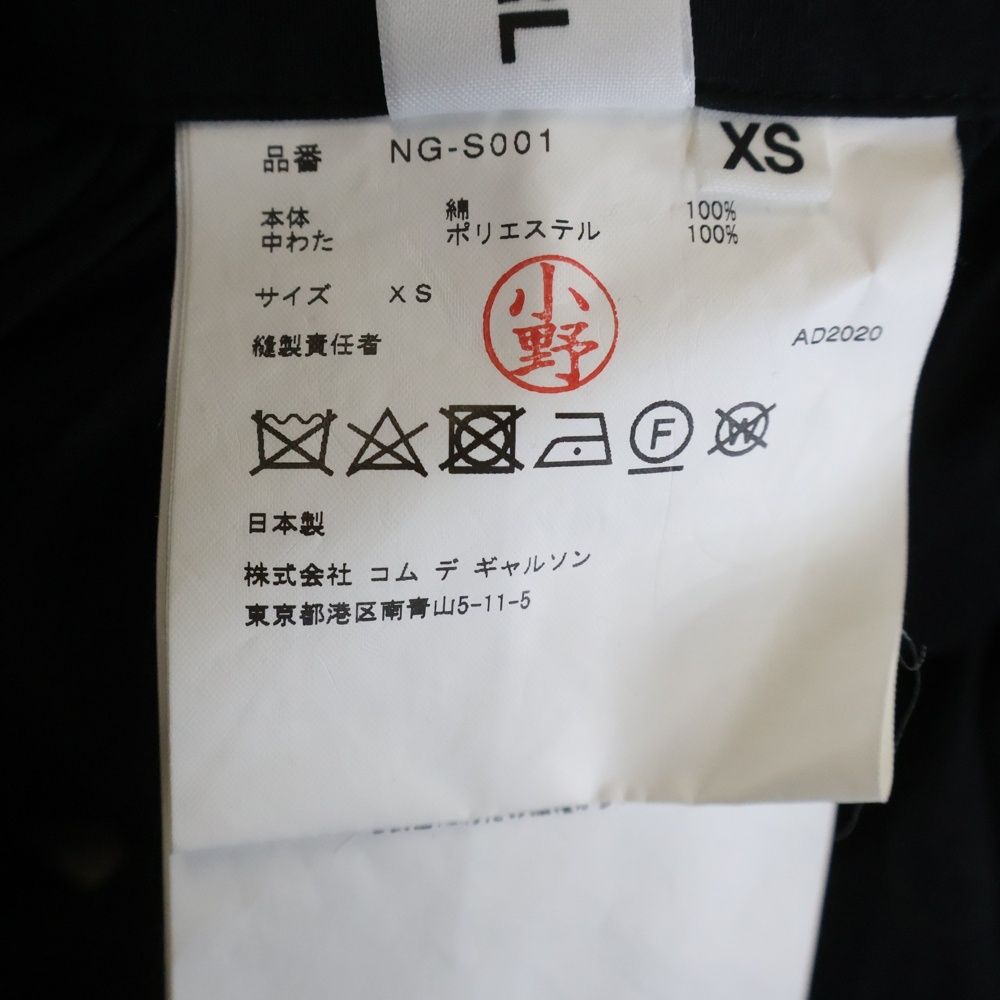 品番 NG-S001
XS
本体 綿 100%
中わた ポリエステル 100%
サイズ XS
縫製責任者 小野
AD2020
F
W
日本製
株式会社 コム デ ギャルソン
東京都港区南青山5-11-5